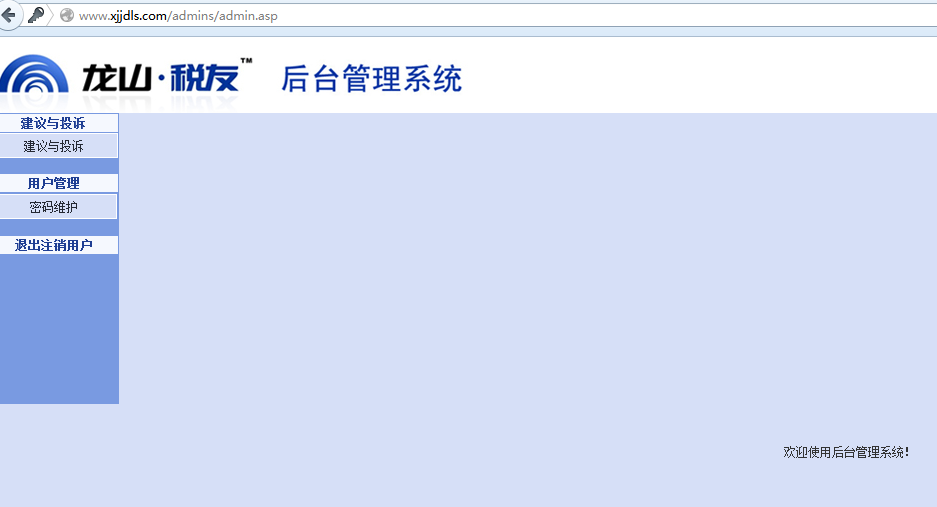 www.xjjdls.com/admins/admin.asp
龙山·税友™ 后台管理系统
建议与投诉
建议与投诉
用户管理
密码维护
退出注销用户
欢迎使用后台管理系统!